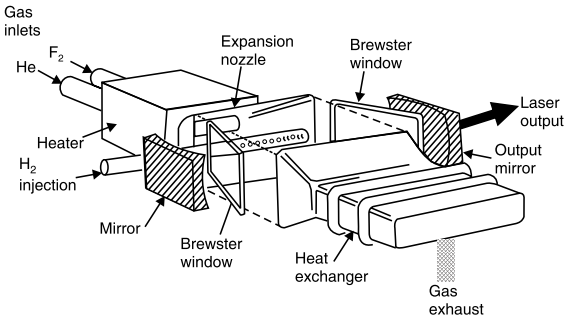 Gas
inlets
F2
He
Expansion
nozzle
Brewster
window
Laser
output
Heater
H2
injection
Output
mirror
Mirror
Brewster
window
Heat
exchanger
Gas
exhaust